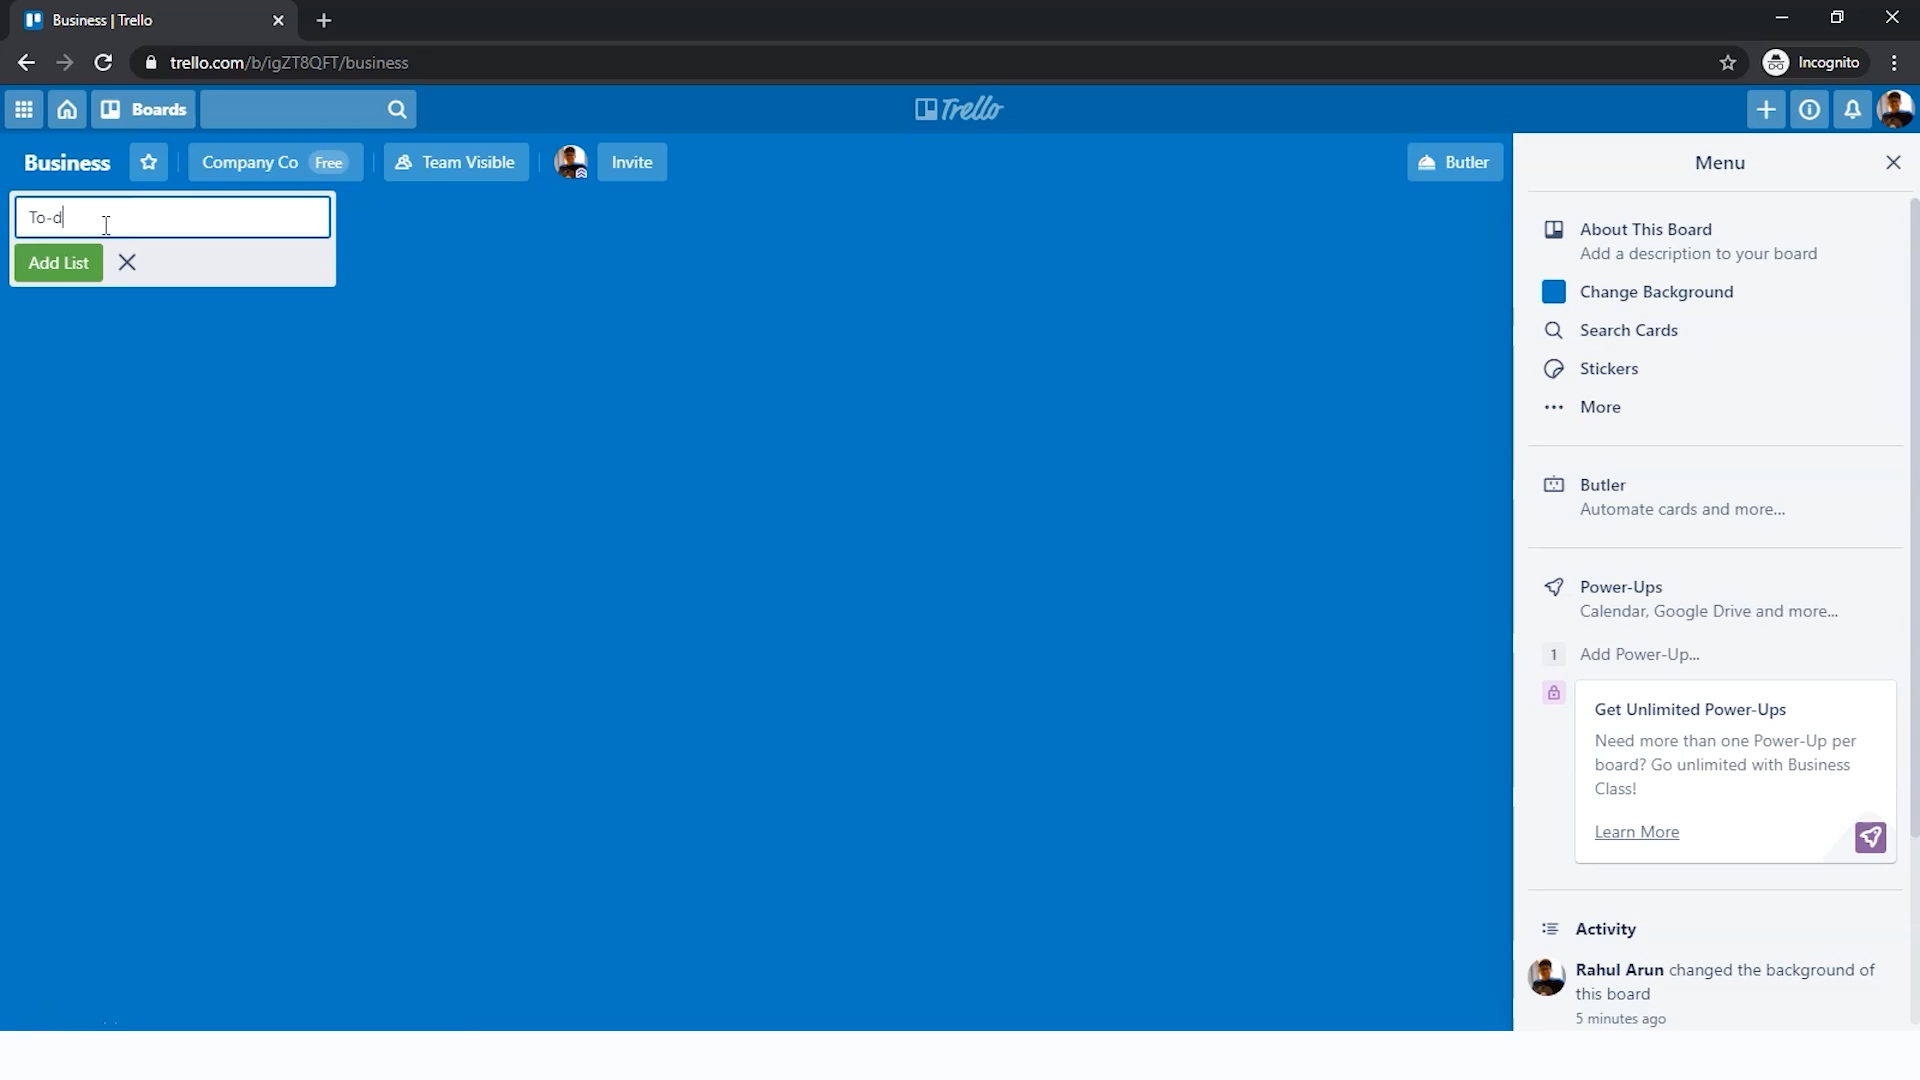 Business | Trello
trello.com/b/igZT8QFT/business
Incognito
Boards
Trello
Business
Company Co Free
Team Visible
Invite
Butler
To-d
Add List
Menu
About This Board
Add a description to your board
Change Background
Search Cards
Stickers
More
Butler
Automate cards and more...
Power-Ups
Calendar, Google Drive and more...
1 Add Power-Up...
Get Unlimited Power-Ups
Need more than one Power-Up per
board? Go unlimited with Business
Class!
Learn More
Activity
Rahul Arun changed the background of
this board
5 minutes ago